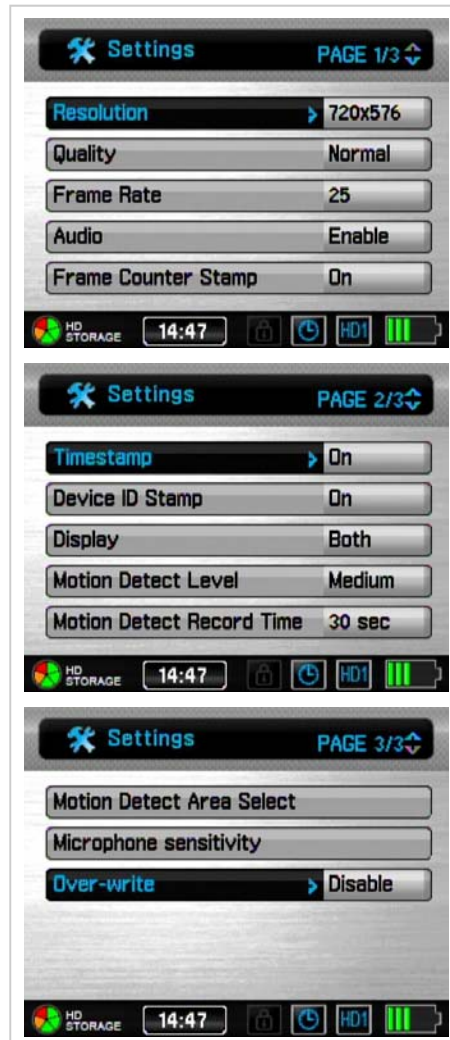 Settings PAGE 1/3
Resolution > 720x576
Quality Normal
Frame Rate 25
Audio Enable
Frame Counter Stamp On
HD STORAGE 14:47 HD1
Settings PAGE 2/3
Timestamp > On
Device ID Stamp On
Display Both
Motion Detect Level Medium
Motion Detect Record Time 30 sec
HD STORAGE 14:47 HD1
Settings PAGE 3/3
Motion Detect Area Select
Microphone sensitivity
Over-write > Disable
HD STORAGE 14:47 HD1